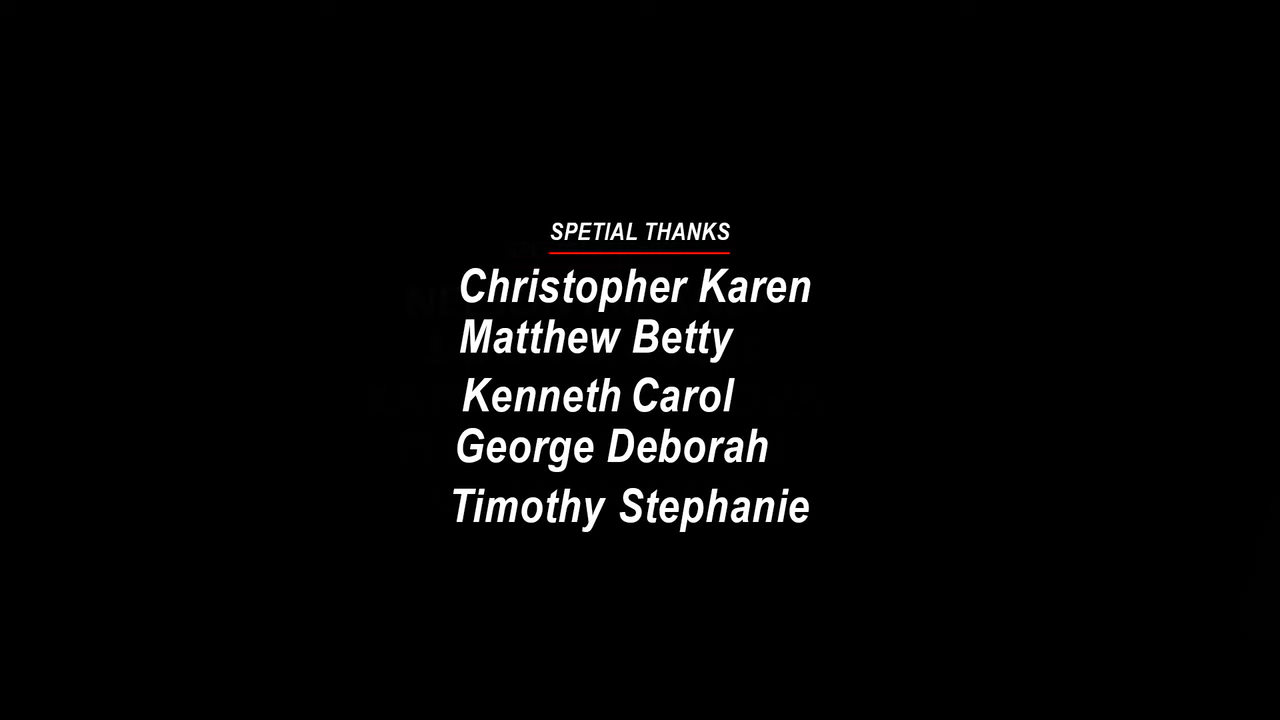 SPETIAL THANKS
Christopher Karen
Matthew Betty
Kenneth Carol
George Deborah
Timothy Stephanie